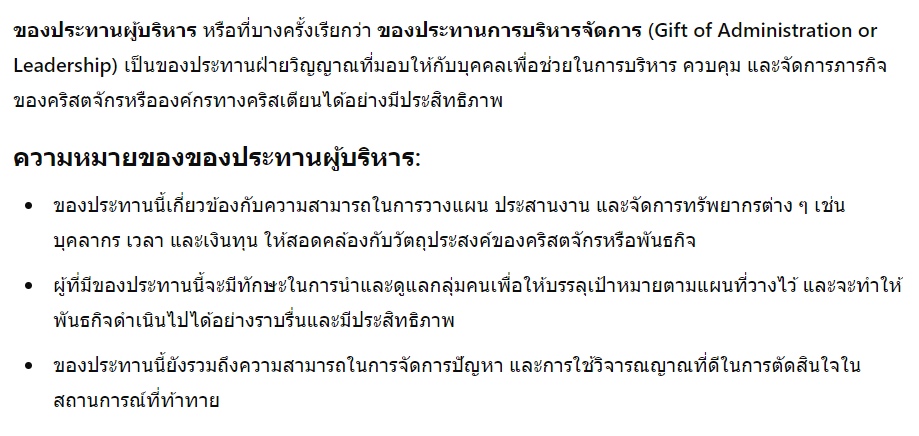 ของประทานผู้บริหาร หรือที่บางครั้งเรียกว่า ของประทานการบริหารจัดการ (Gift of Administration or
Leadership) เป็นของประทานฝ่ายวิญญาณที่มอบให้กับบุคคลเพื่อช่วยในการบริหาร ควบคุม และจัดการภารกิจ
ของคริสตจักรหรือองค์กรทางคริสเตียนได้อย่างมีประสิทธิภาพ
ความหมายของของประทานผู้บริหาร:
• ของประทานนี้เกี่ยวข้องกับความสามารถในการวางแผน ประสานงาน และจัดการทรัพยากรต่าง ๆ เช่น
บุคลากร เวลา และเงินทุน ให้สอดคล้องกับวัตถุประสงค์ของคริสตจักรหรือพันธกิจ
• ผู้ที่มีของประทานนี้จะมีทักษะในการนำและดูแลกลุ่มคนเพื่อให้บรรลุเป้าหมายตามแผนที่วางไว้ และจะทำให้
พันธกิจดำเนินไปได้อย่างราบรื่นและมีประสิทธิภาพ
• ของประทานนี้ยังรวมถึงความสามารถในการจัดการปัญหา และการใช้วิจารณญาณที่ดีในการตัดสินใจใน
สถานการณ์ที่ท้าทาย